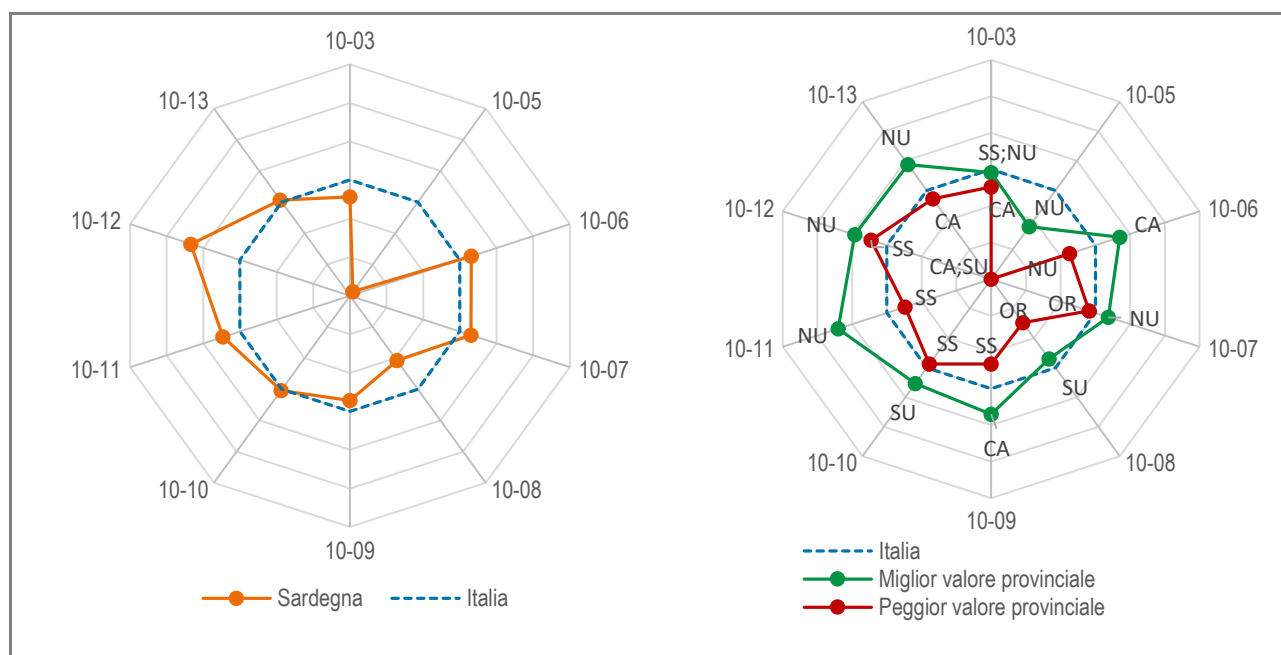 10-03
10-13
10-05
10-12
10-06
10-11
10-07
10-10
10-08
10-09
Sardegna
Italia
10-03
10-13
10-05
NU
SS;NU
NU
CA
CA
10-12
10-06
NU
CA
SS
CA;SU
NU
SS
OR
OR
NU
10-11
NU
10-07
SS
SS
SU
SU
CA
10-10
10-08
10-09
Italia
Miglior valore provinciale
Peggior valore provinciale